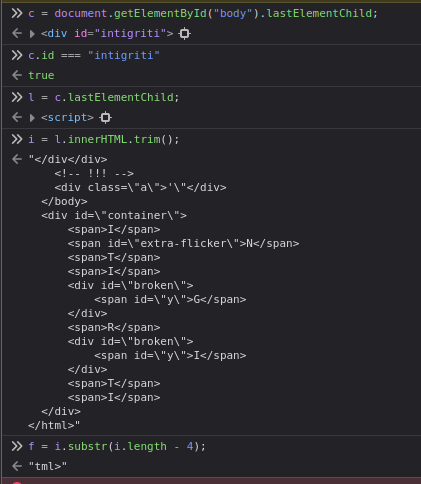 c = document.getElementById("body").lastElementChild;
<div id="intigriti">
c.id === "intigriti"
true
l = c.lastElementChild;
<script>
i = l.innerHTML.trim();
"</div></div>
<!-- !!! -->
<div class=\"a\">'\"</div>
</body>
<div id=\"container\">
<span>I</span>
<span id=\"extra-flicker\">N</span>
<span>T</span>
<span>I</span>
<div id=\"broken\">
<span id=\"y\">G</span>
</div>
<span>R</span>
<div id=\"broken\">
<span id=\"y\">I</span>
</div>
<span>T</span>
<span>I</span>
</div>
</html>"
f = i.substr(i.length - 4);
"tml>"